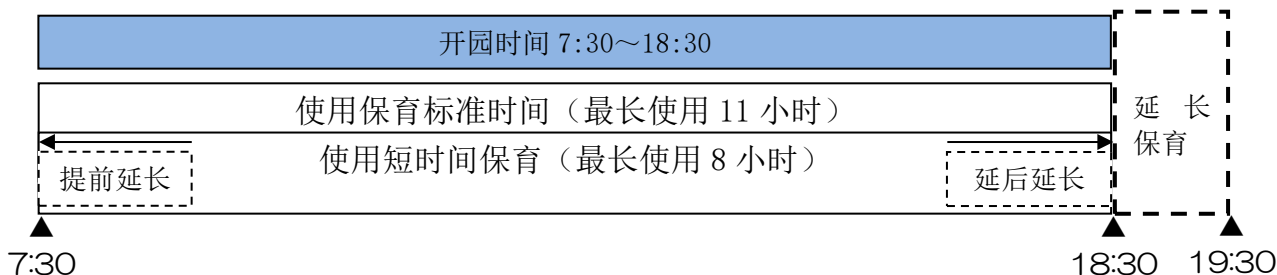 开园时间 7:30～18:30
使用保育标准时间（最长使用 11 小时）
延 长
保育
使用短时间保育（最长使用 8 小时）
提前延长
延后延长
7:30
18:30
19:30